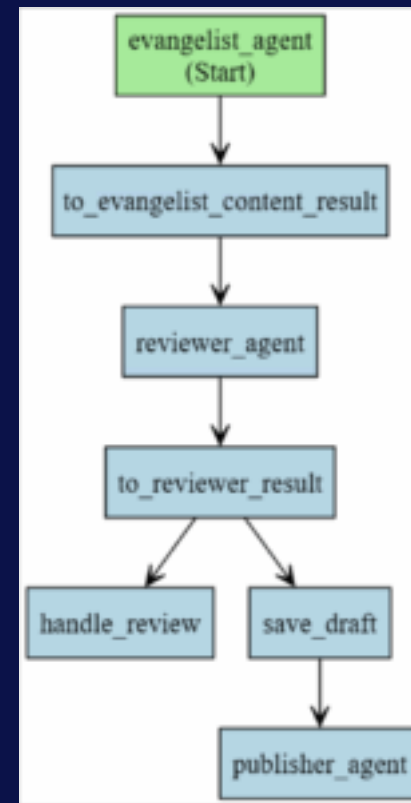 evangelist_agent
(Start)
to_evangelist_content_result
reviewer_agent
to_reviewer_result
handle_review
save_draft
publisher_agent